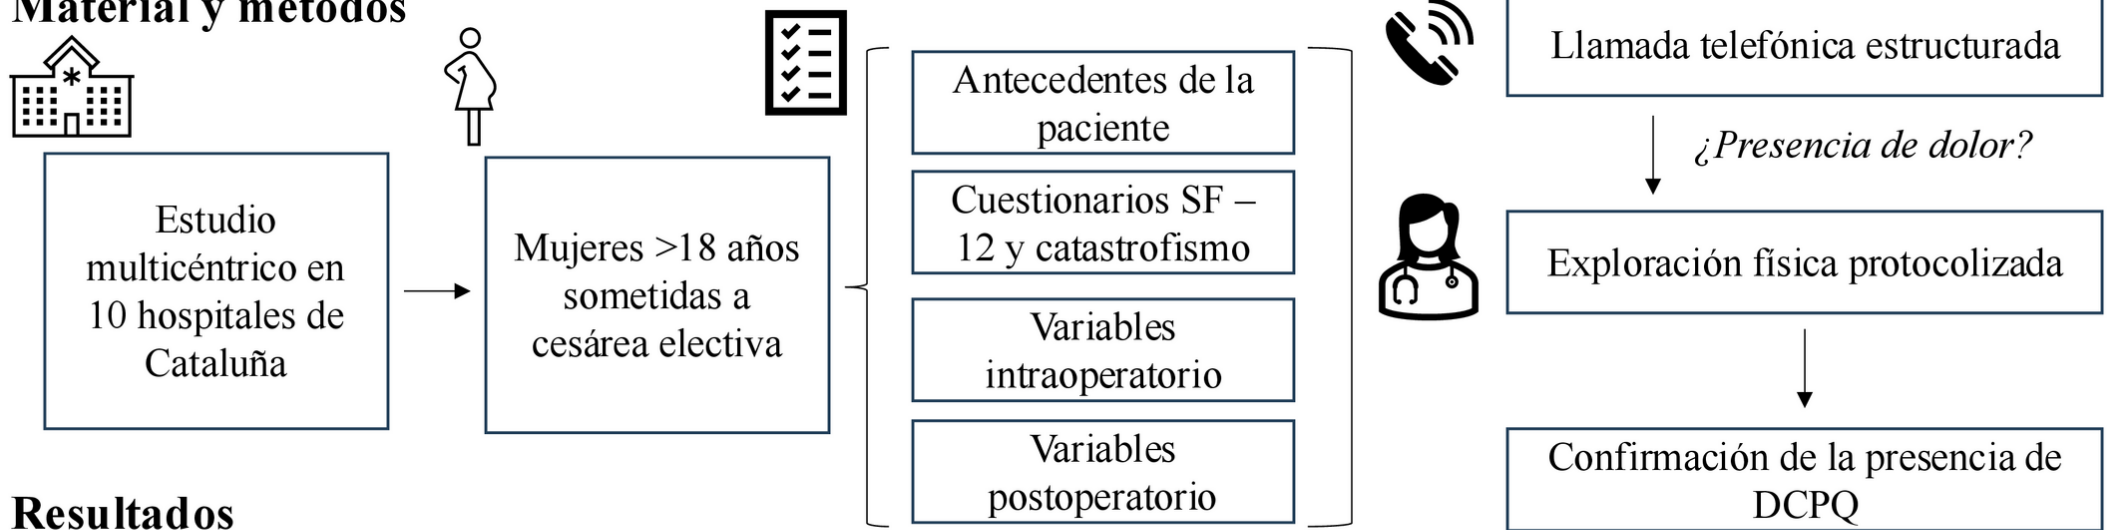 Material y métodos
Estudio
multicéntrico en
10 hospitales de
Cataluña
Mujeres >18 años
sometidas a
cesárea electiva
Antecedentes de la
paciente
Cuestionarios SF –
12 y catastrofismo
Variables
intraoperatorio
Variables
postoperatorio
Llamada telefónica estructurada
¿Presencia de dolor?
Exploración física protocolizada
Confirmación de la presencia de
DCPQ
Resultados